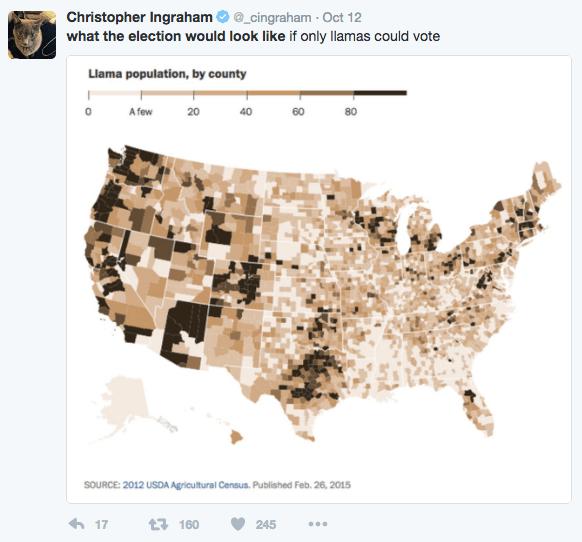 Christopher Ingraham @_cingraham · Oct 12
what the election would look like if only llamas could vote
Llama population, by county
0 A few 20 40 60 80
SOURCE: 2012 USDA Agricultural Census. Published Feb. 26, 2015
17 160 245